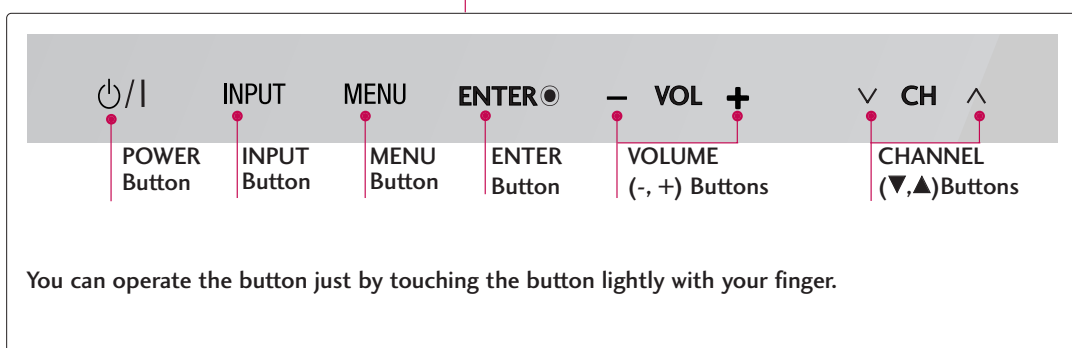 ⏻/I INPUT MENU ENTER◉ − VOL + ∨ CH ∧
POWER Button
INPUT Button
MENU Button
ENTER Button
VOLUME
(-, +) Buttons
CHANNEL
(▼,▲)Buttons
You can operate the button just by touching the button lightly with your finger.